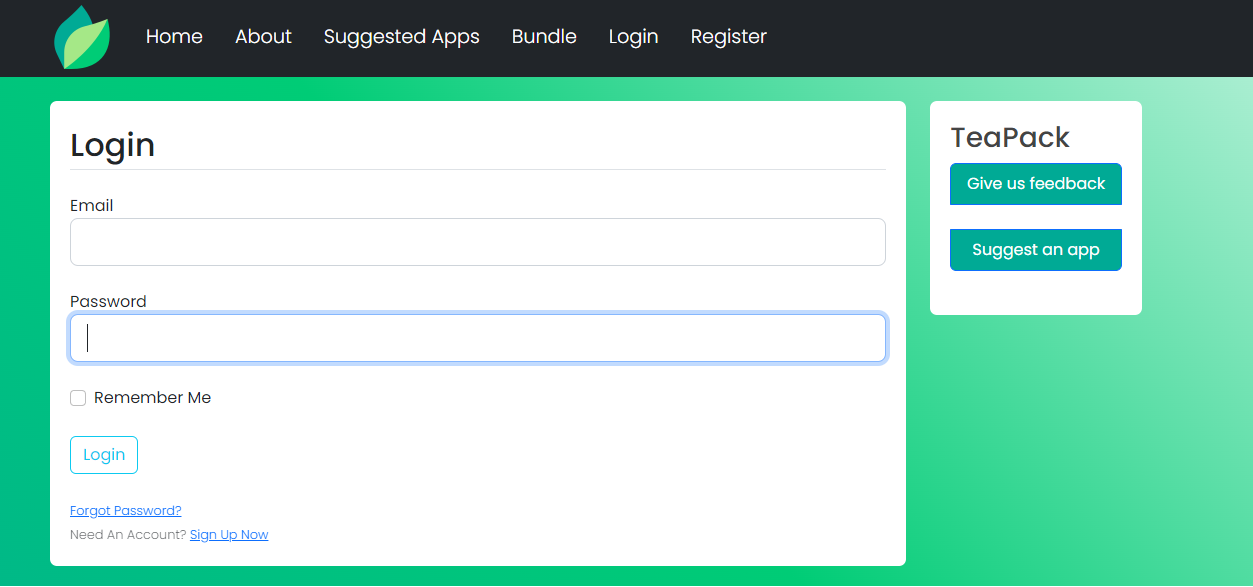 Home About Suggested Apps Bundle Login Register
Login
Email
Password
Remember Me
Login
Forgot Password?
Need An Account? Sign Up Now
TeaPack
Give us feedback
Suggest an app